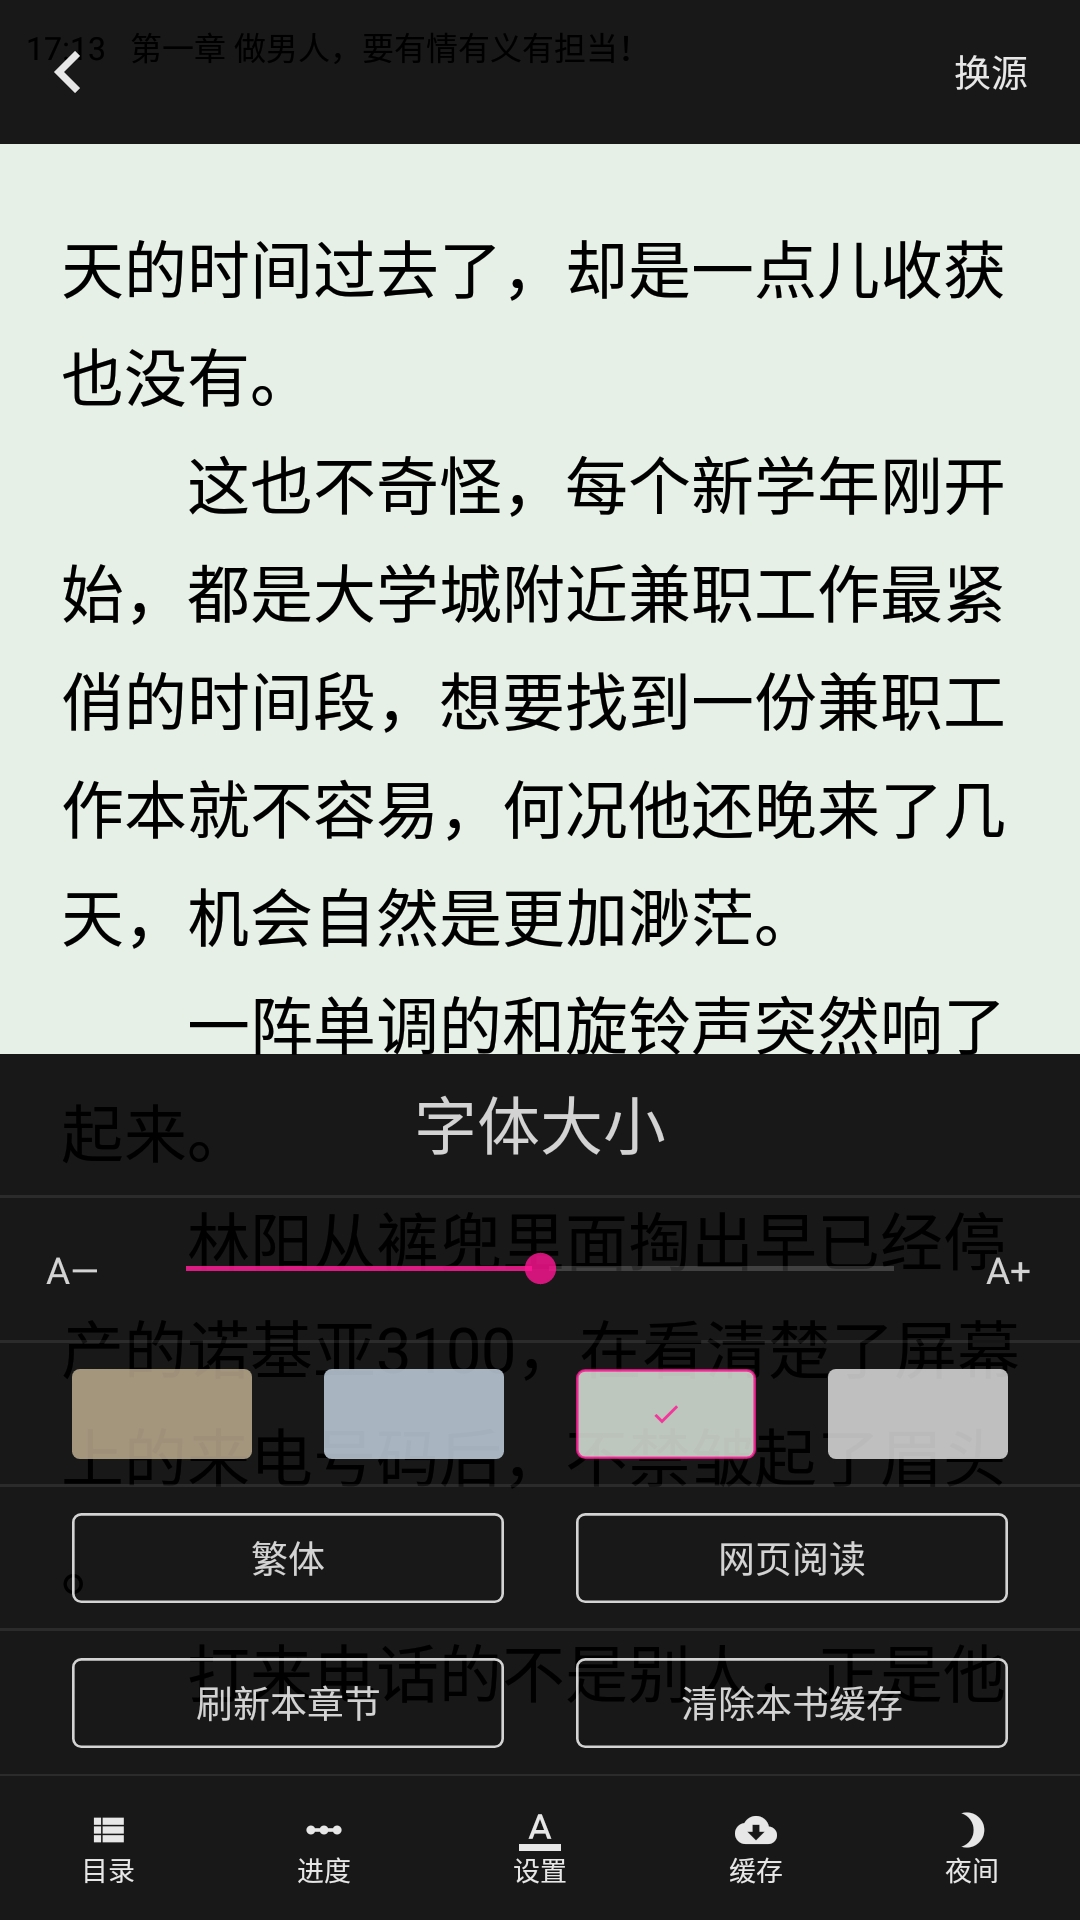 17:13 第一章 做男人，要有情有义有担当！
换源
天的时间过去了，却是一点儿收获
也没有。
这也不奇怪，每个新学年刚开
始，都是大学城附近兼职工作最紧
俏的时间段，想要找到一份兼职工
作本就不容易，何况他还晚来了几
天，机会自然是更加渺茫。
一阵单调的和旋铃声突然响了
起来。
字体大小
林阳从裤兜里面掏出早已经停
A—
A+
产的诺基亚3100，在看清楚了屏幕
上的来电号码后，不禁皱起了眉头
。
繁体
网页阅读
打来电话的不是别人，正是他
刷新本章节
清除本书缓存
目录
进度
A
设置
缓存
夜间